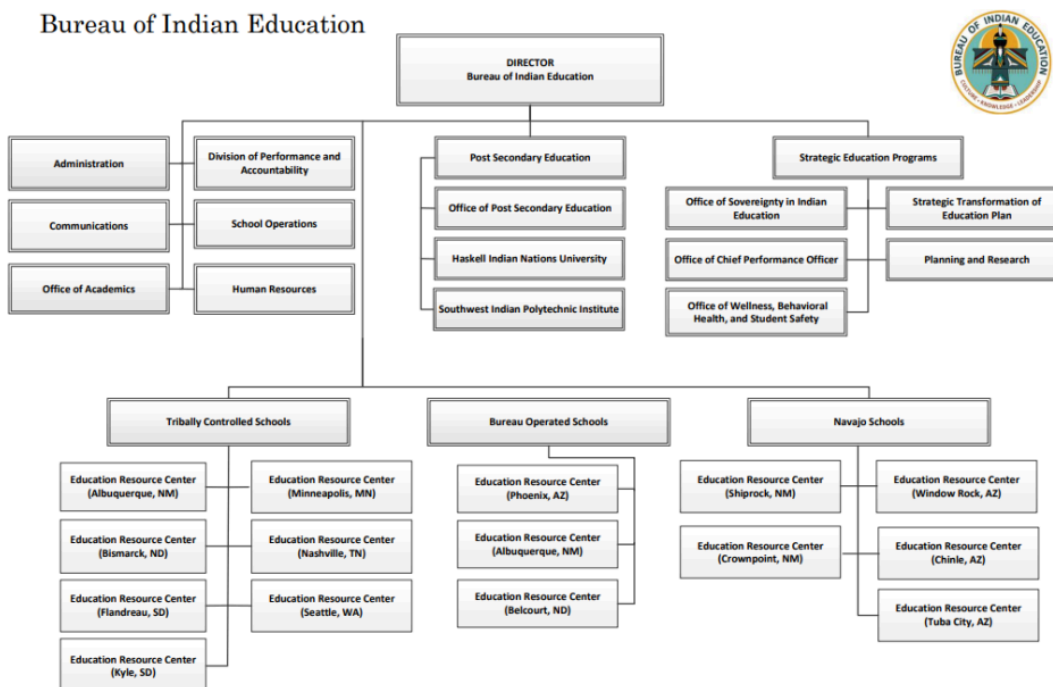 Bureau of Indian Education
BUREAU OF INDIAN EDUCATION
CULTURE • KNOWLEDGE • LEADERSHIP
DIRECTOR
Bureau of Indian Education
Administration
Division of Performance and
Accountability
Communications
School Operations
Office of Academics
Human Resources
Post Secondary Education
Office of Post Secondary Education
Haskell Indian Nations University
Southwest Indian Polytechnic Institute
Strategic Education Programs
Office of Sovereignty in Indian
Education
Strategic Transformation of
Education Plan
Office of Chief Performance Officer
Planning and Research
Office of Wellness, Behavioral
Health, and Student Safety
Tribally Controlled Schools
Education Resource Center
(Albuquerque, NM)
Education Resource Center
(Minneapolis, MN)
Education Resource Center
(Bismarck, ND)
Education Resource Center
(Nashville, TN)
Education Resource Center
(Flandreau, SD)
Education Resource Center
(Seattle, WA)
Education Resource Center
(Kyle, SD)
Bureau Operated Schools
Education Resource Center
(Phoenix, AZ)
Education Resource Center
(Albuquerque, NM)
Education Resource Center
(Belcourt, ND)
Navajo Schools
Education Resource Center
(Shiprock, NM)
Education Resource Center
(Window Rock, AZ)
Education Resource Center
(Crownpoint, NM)
Education Resource Center
(Chinle, AZ)
Education Resource Center
(Tuba City, AZ)